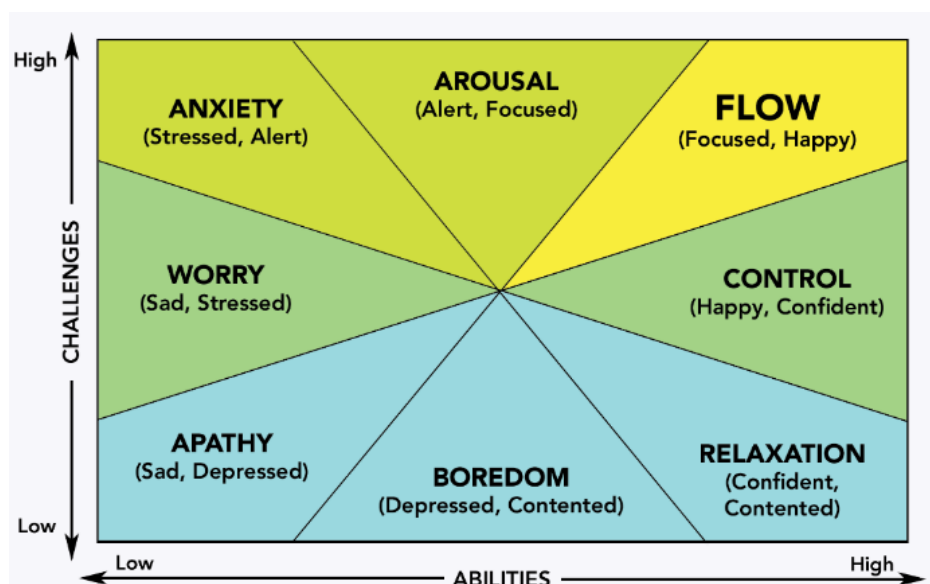 High
ANXIETY
(Stressed, Alert)
AROUSAL
(Alert, Focused)
FLOW
(Focused, Happy)
CHALLENGES
WORRY
(Sad, Stressed)
CONTROL
(Happy, Confident)
APATHY
(Sad, Depressed)
BOREDOM
(Depressed, Contented)
RELAXATION
(Confident,
Contented)
Low
Low
ABILITIES
High